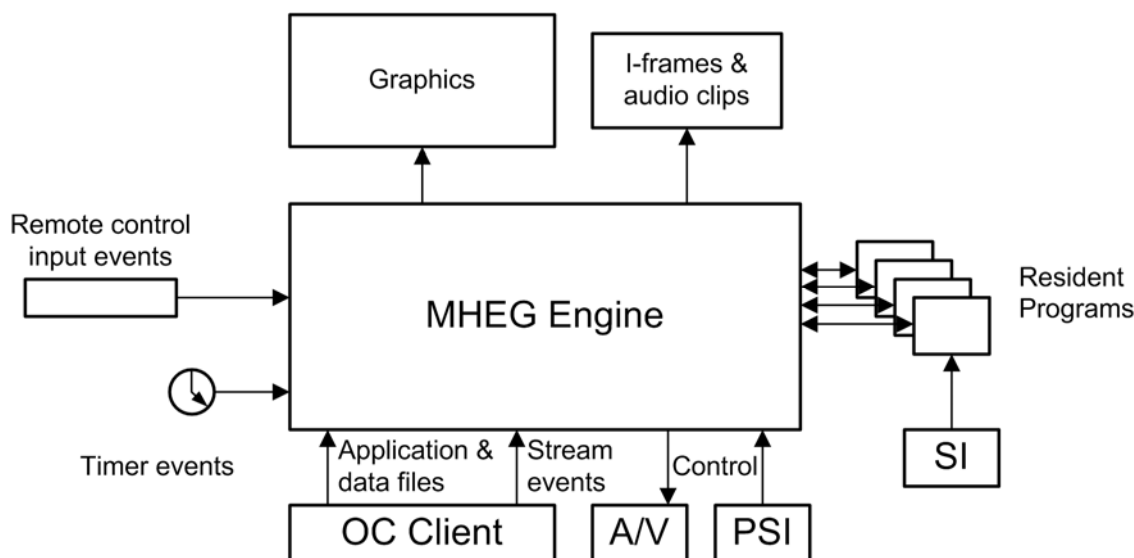 Graphics
I-frames &
audio clips
Remote control
input events
MHEG Engine
Resident
Programs
Timer events
Application &
data files
Stream
events
Control
SI
OC Client
A/V
PSI